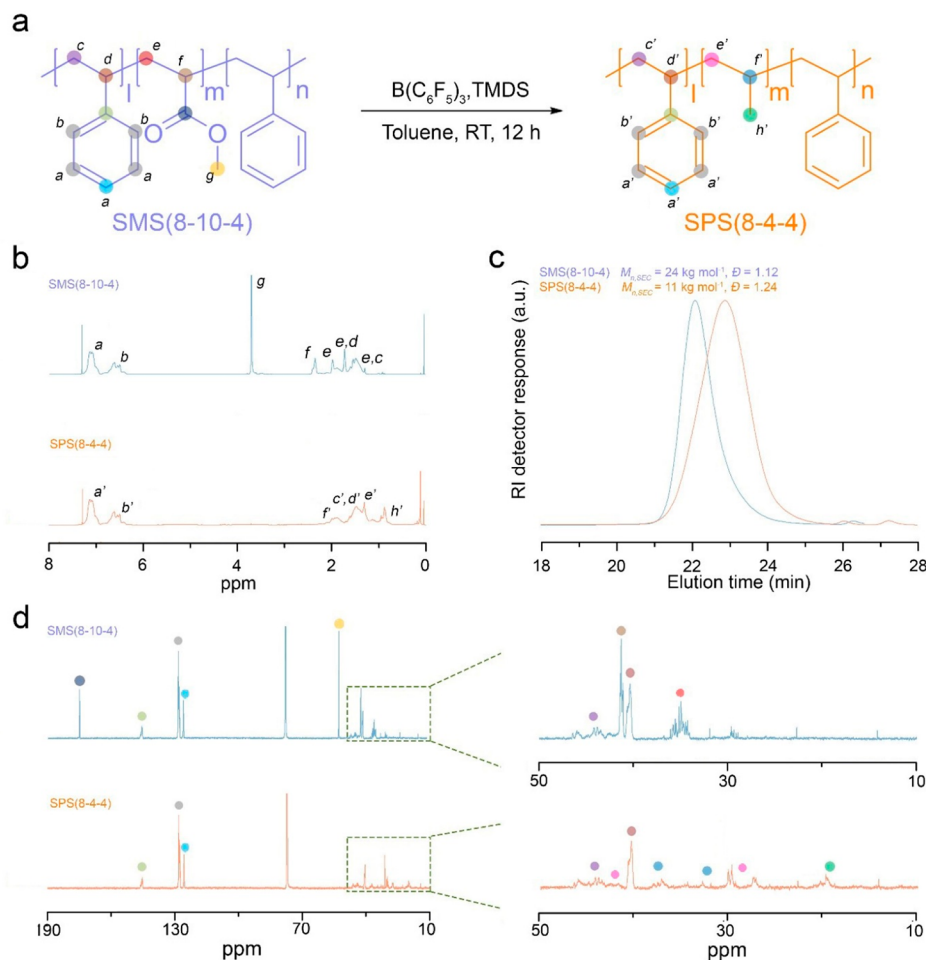 a
c
e
c'
e'
d
f
d'
f'
l
m
n
B(C₆F₅)₃,TMDS
l
m
n
b
b
O
O
b'
b'
h'
Toluene, RT, 12 h
a
a
g
a'
a'
a
a'
SMS(8-10-4)
SPS(8-4-4)
b
SMS(8-10-4)
g
a
b
f
e
e,d
e,c
SPS(8-4-4)
a'
b'
f'
c',d'
e'
h'
8
7
6
5
4
3
2
1
0
ppm
c
SMS(8-10-4) Mn,SEC = 24 kg mol⁻¹, Đ = 1.12
SPS(8-4-4) Mn,SEC = 11 kg mol⁻¹, Đ = 1.24
RI detector response (a.u.)
18
20
22
24
26
28
Elution time (min)
d
SMS(8-10-4)
50
30
10
SPS(8-4-4)
190
130
70
10
ppm
50
30
10
ppm